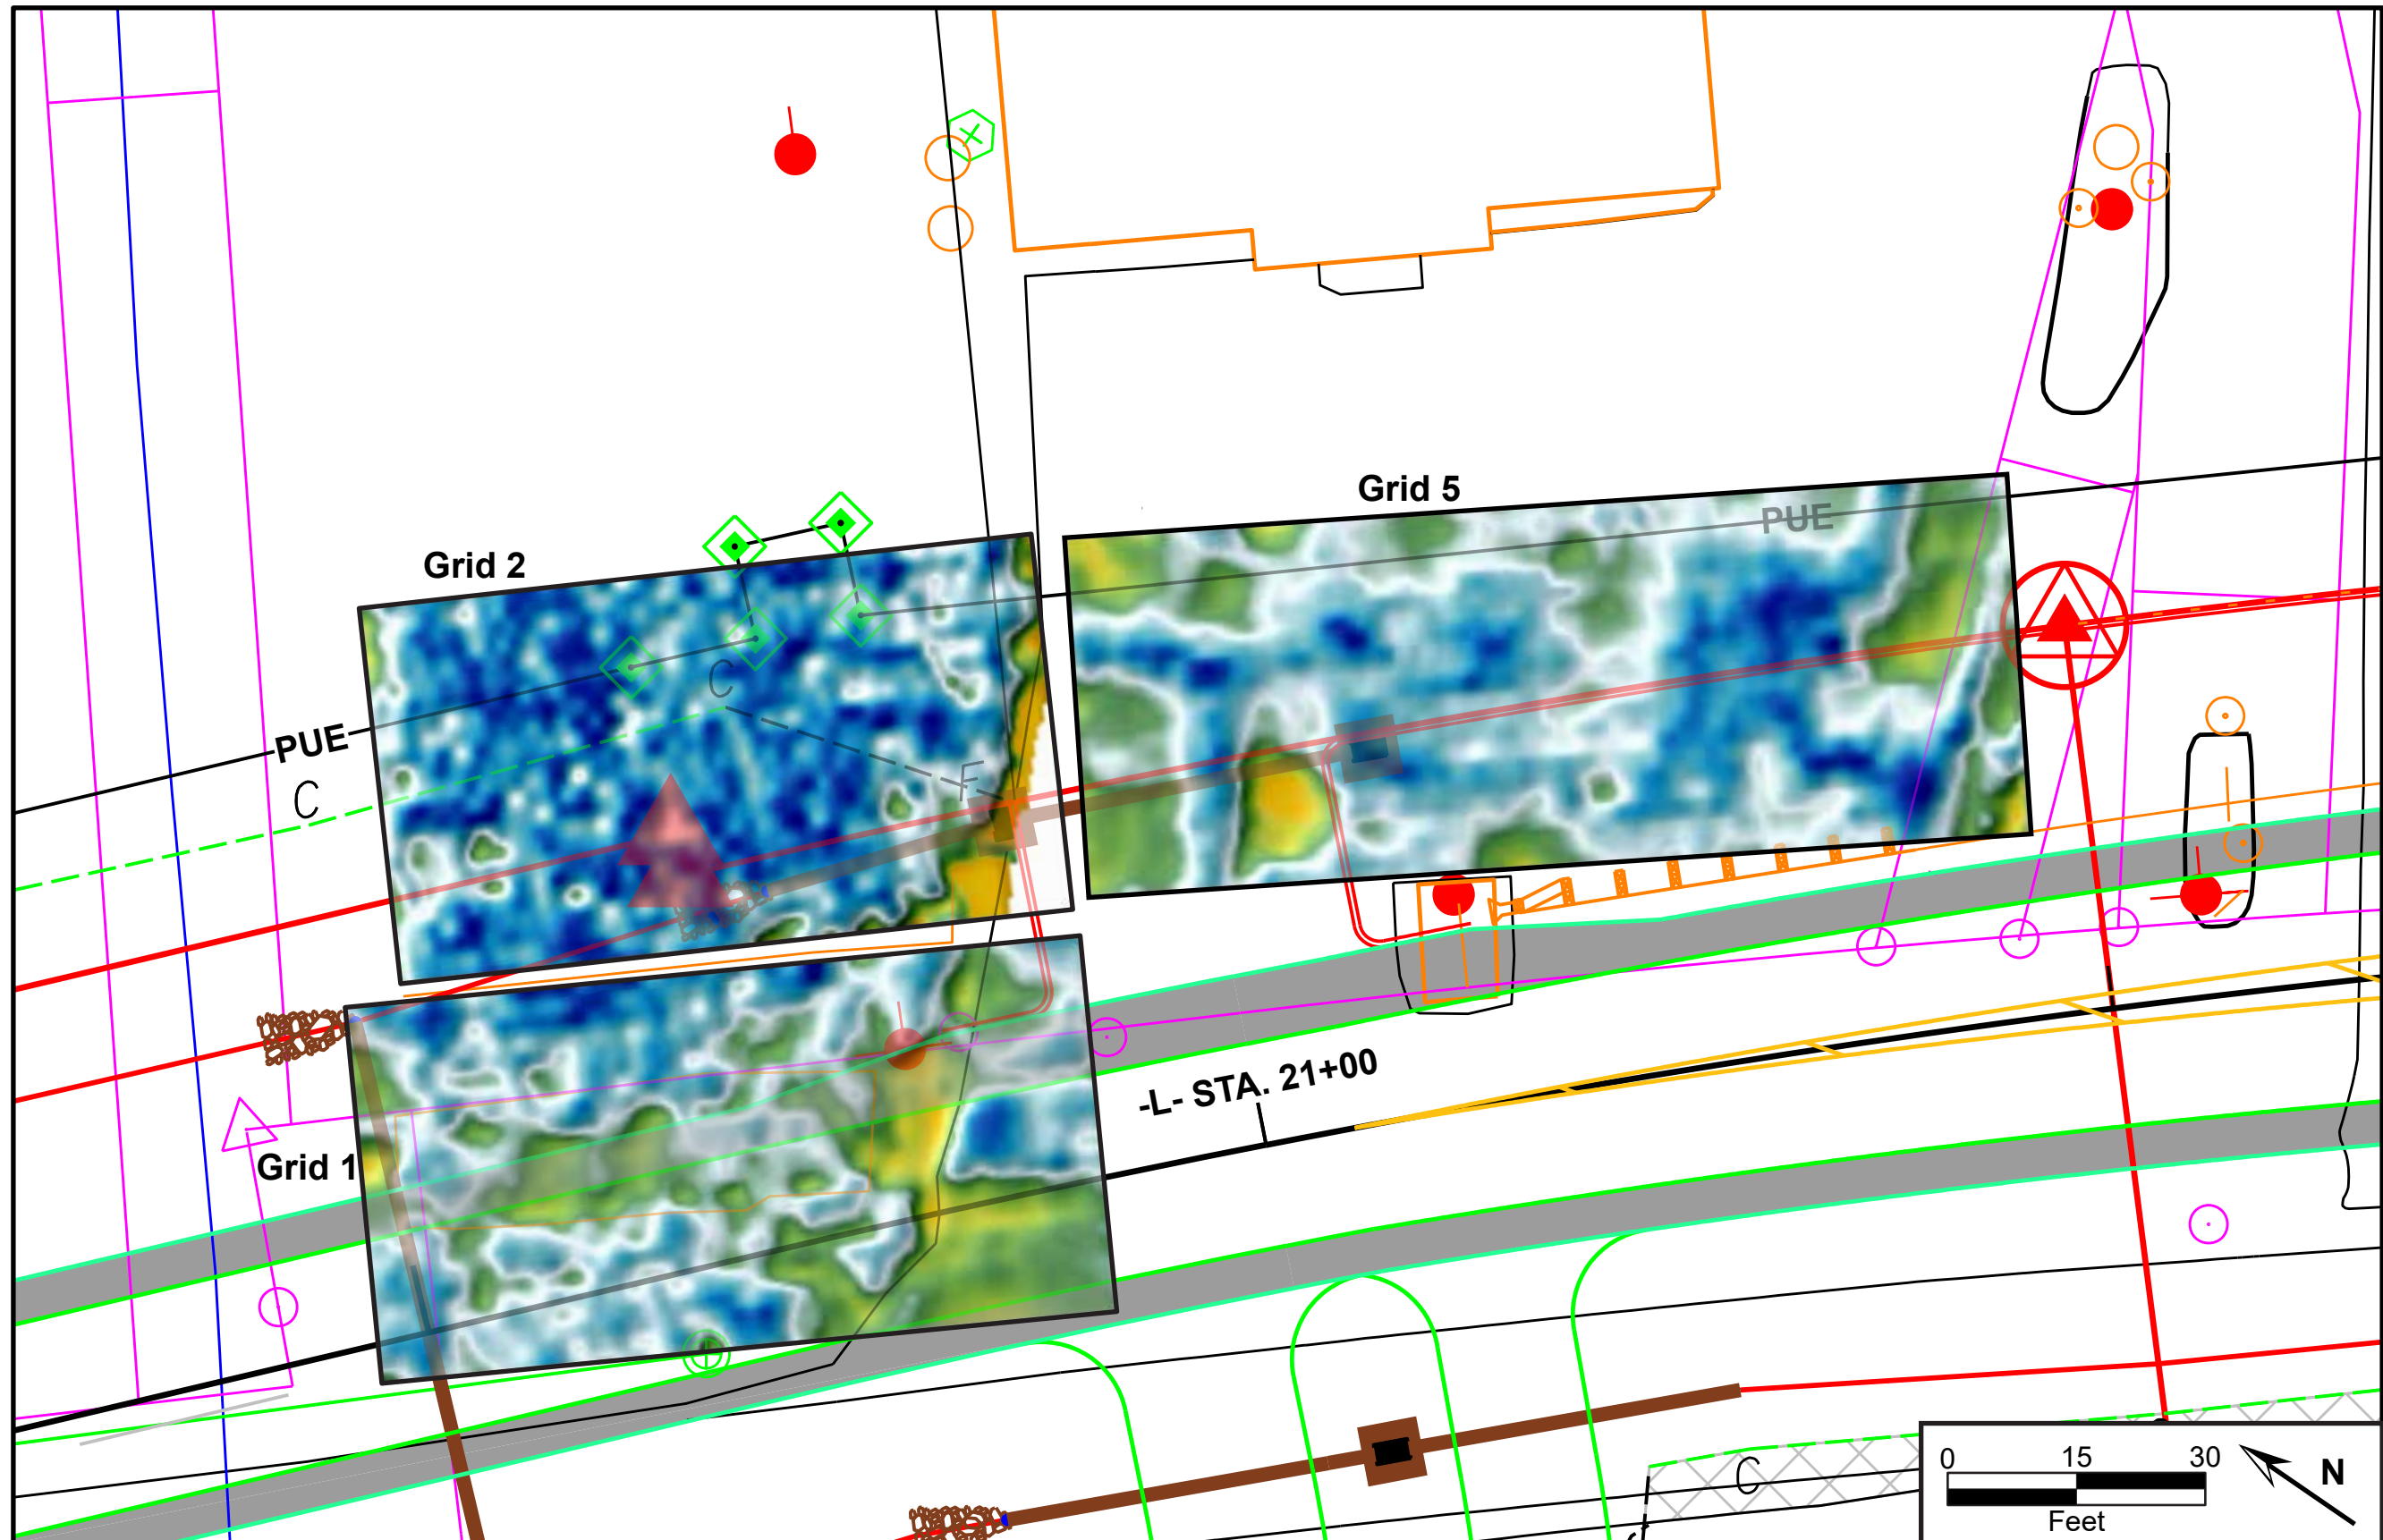 Grid 5
PUE
Grid 2
C
PUE
F
C
-L- STA. 21+00
Grid 1
0 15 30
N
C
Feet